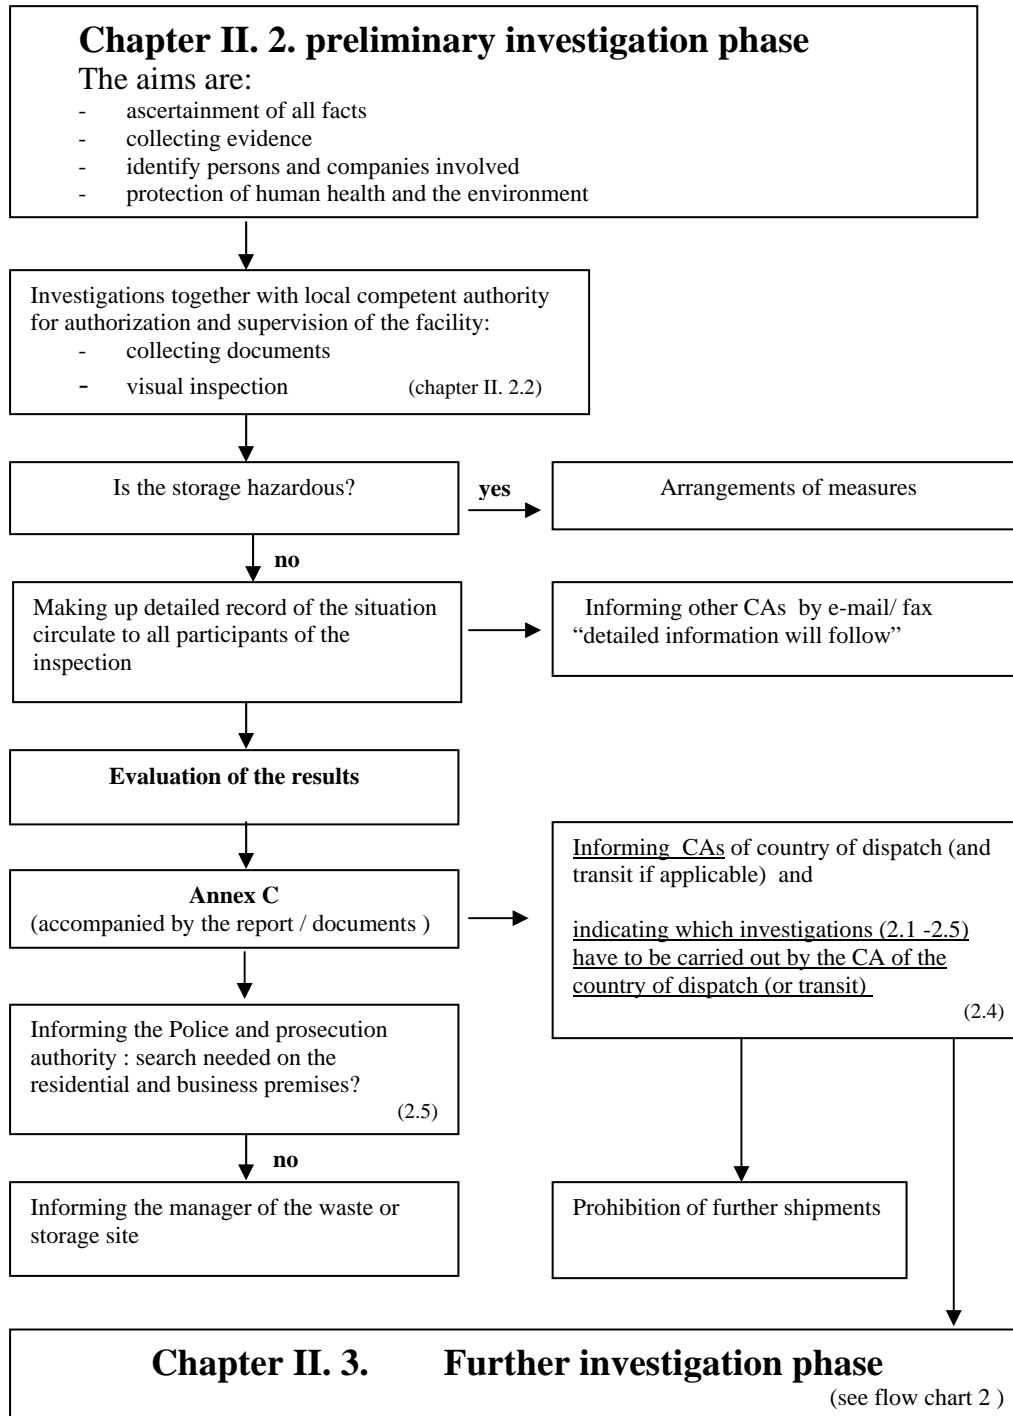 Chapter II. 2. preliminary investigation phase
The aims are:
- ascertainment of all facts
- collecting evidence
- identify persons and companies involved
- protection of human health and the environment
Investigations together with local competent authority
for authorization and supervision of the facility:
- collecting documents
- visual inspection (chapter II. 2.2)
Is the storage hazardous?
yes
Arrangements of measures
no
Making up detailed record of the situation
circulate to all participants of the
inspection
Informing other CAs by e-mail/ fax
“detailed information will follow”
Evaluation of the results
Annex C
(accompanied by the report / documents )
Informing CAs of country of dispatch (and
transit if applicable) and
indicating which investigations (2.1 -2.5)
have to be carried out by the CA of the
country of dispatch (or transit)
(2.4)
Informing the Police and prosecution
authority : search needed on the
residential and business premises?
(2.5)
no
Informing the manager of the waste or
storage site
Prohibition of further shipments
Chapter II. 3. Further investigation phase
(see flow chart 2 )